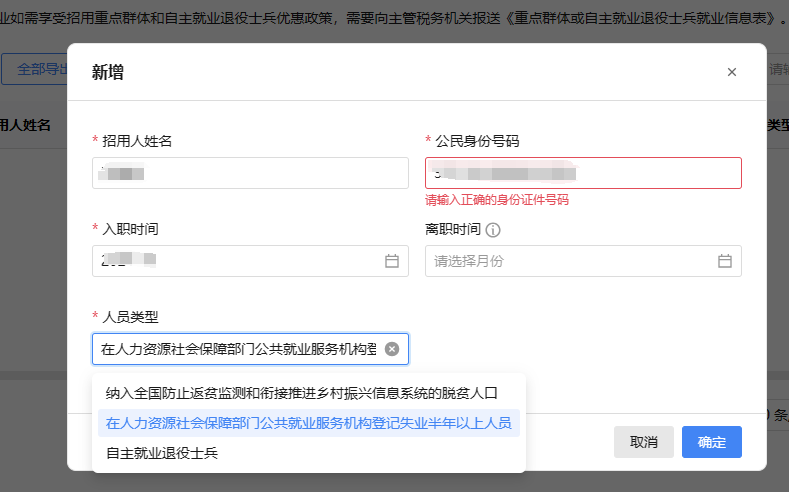 业如需享受招用重点群体和自主就业退役士兵优惠政策，需要向主管税务机关报送《重点群体或自主就业退役士兵就业信息表》。
全部导出
用人姓名
新增
* 招用人姓名
* 公民身份号码
请输入正确的身份证件号码
* 入职时间
离职时间
请选择月份
* 人员类型
在人力资源社会保障部门公共就业服务机构登
纳入全国防止返贫监测和衔接推进乡村振兴信息系统的脱贫人口
在人力资源社会保障部门公共就业服务机构登记失业半年以上人员
自主就业退役士兵
取消
确定